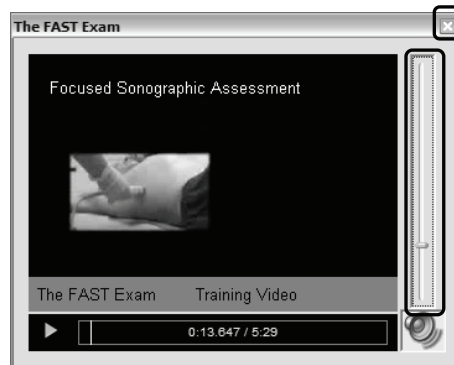 The FAST Exam
Focused Sonographic Assessment
The FAST Exam Training Video
0:13.647 / 5:29